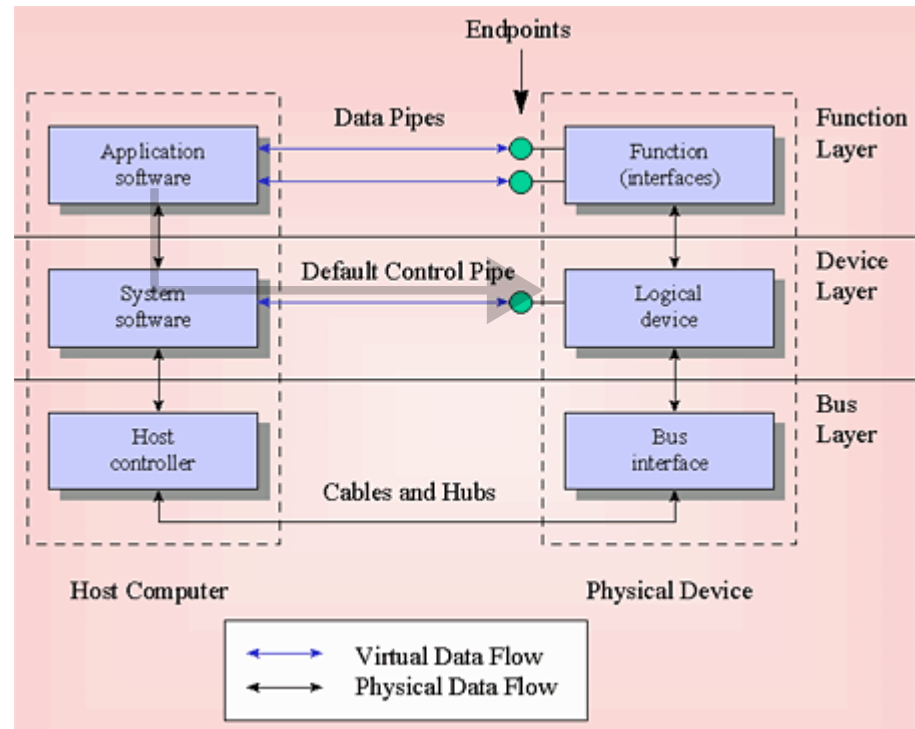 Endpoints
Data Pipes
Function
Layer
Application
software
Function
(interfaces)
Default Control Pipe
Device
Layer
System
software
Logical
device
Bus
Layer
Host
controller
Bus
interface
Cables and Hubs
Host Computer
Physical Device
Virtual Data Flow
Physical Data Flow